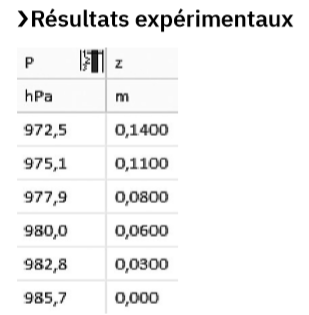 ❯Résultats expérimentaux
P z
hPa m
972,5 0,1400
975,1 0,1100
977,9 0,0800
980,0 0,0600
982,8 0,0300
985,7 0,000